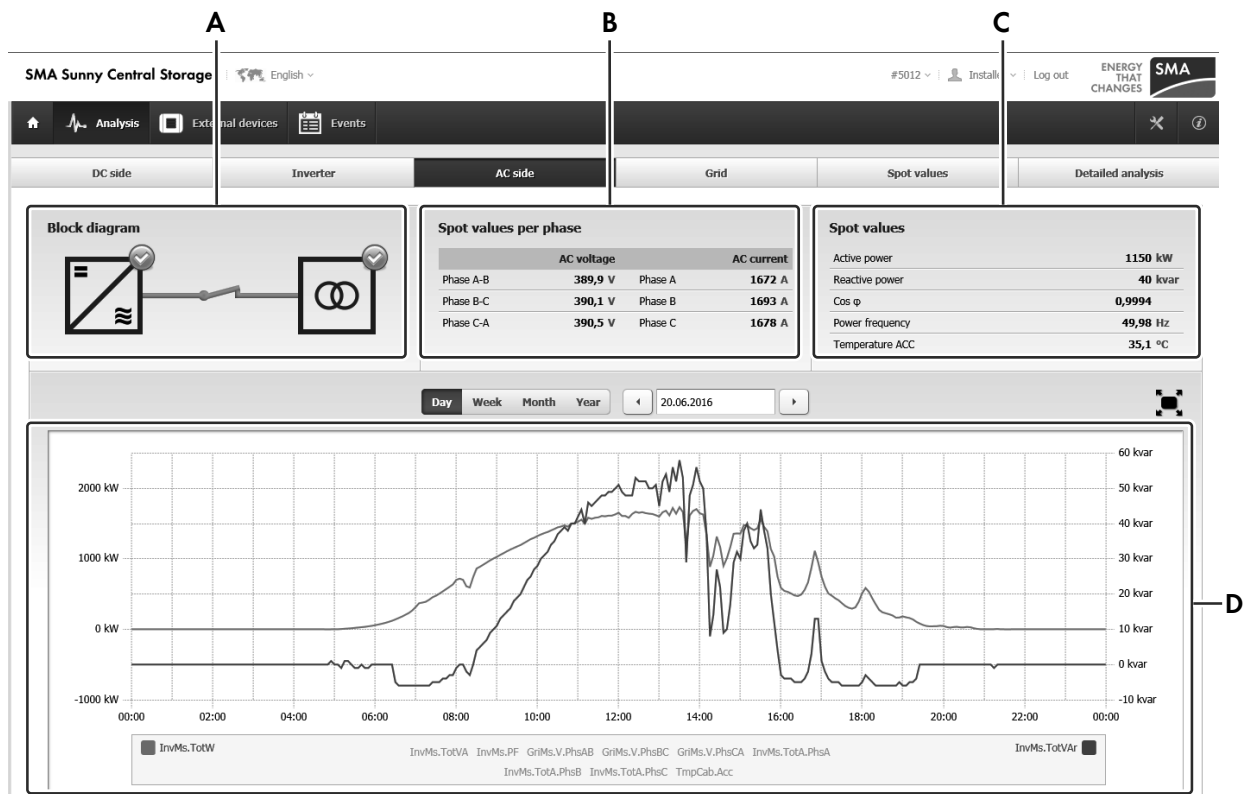 A B C
SMA Sunny Central Storage English #5012 Log out ENERGY THAT CHANGES SMA
Analysis devices Events
DC side Inverter AC side Grid Spot values Detailed analysis
Block diagram Spot values per phase Spot values
AC voltage AC current Active power 1150 kW
Phase A-B 389,9 V Phase A 1672 A Reactive power 40 kvar
Phase B-C 390,1 V Phase B 1693 A Cos φ 0,9994
Phase C-A 390,5 V Phase C 1678 A Power frequency 49,98 Hz
Temperature ACC 35,1 °C
Day Week Month Year 20.06.2016
60 kvar
2000 kW 50 kvar
40 kvar
1000 kW 30 kvar
20 kvar
D
0 kW 10 kvar
0 kvar
-1000 kW -10 kvar
00:00 02:00 04:00 06:00 08:00 10:00 12:00 14:00 16:00 18:00 20:00 22:00 00:00
InvMs.TotW InvMs.TotVA InvMs.PF GriMs.V.PhsAB GriMs.V.PhsBC GriMs.V.PhsCA InvMs.TotA.PhsA InvMs.TotVAr
InvMs.TotA.PhsB InvMs.TotA.PhsC TmpCab.Acc